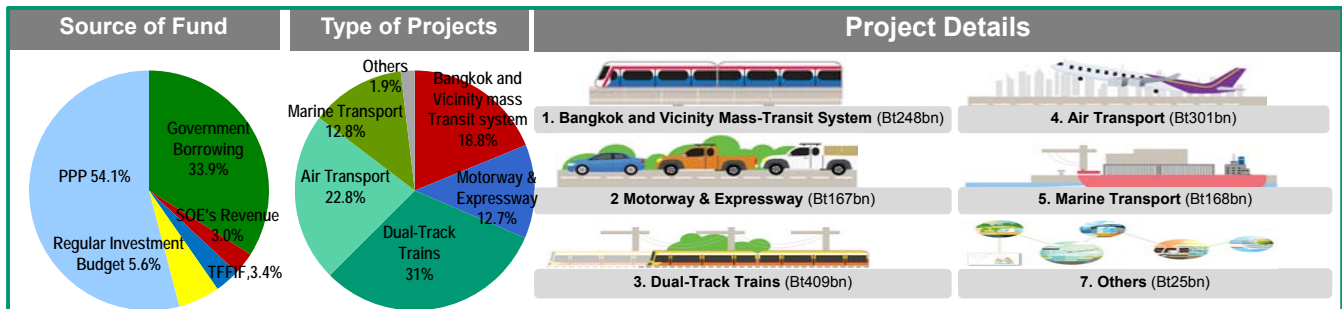 Source of Fund
Government
Borrowing
33.9%
PPP 54.1%
SOE's Revenue
3.0%
Regular Investment
Budget 5.6%
TFFIF,3.4%
Type of Projects
Others
1.9%
Bangkok and
Vicinity mass
Transit system
18.8%
Marine Transport
12.8%
Air Transport
22.8%
Motorway &
Expressway
12.7%
Dual-Track
Trains
31%
Project Details
1. Bangkok and Vicinity Mass-Transit System (Bt248bn)
2 Motorway & Expressway (Bt167bn)
3. Dual-Track Trains (Bt409bn)
4. Air Transport (Bt301bn)
5. Marine Transport (Bt168bn)
7. Others (Bt25bn)